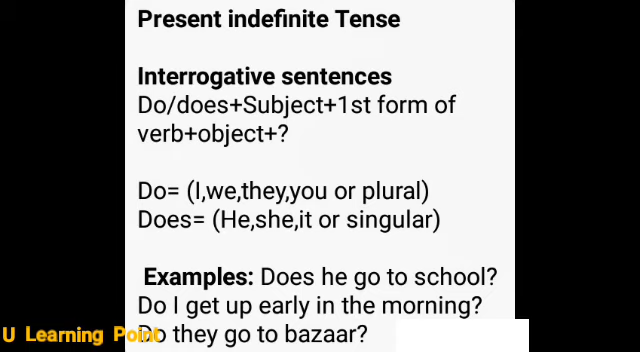 Present indefinite Tense
Interrogative sentences
Do/does+Subject+1st form of
verb+object+?
Do= (I,we,they,you or plural)
Does= (He,she,it or singular)
Examples: Does he go to school?
Do I get up early in the morning?
Do they go to bazaar?
U Learning Point